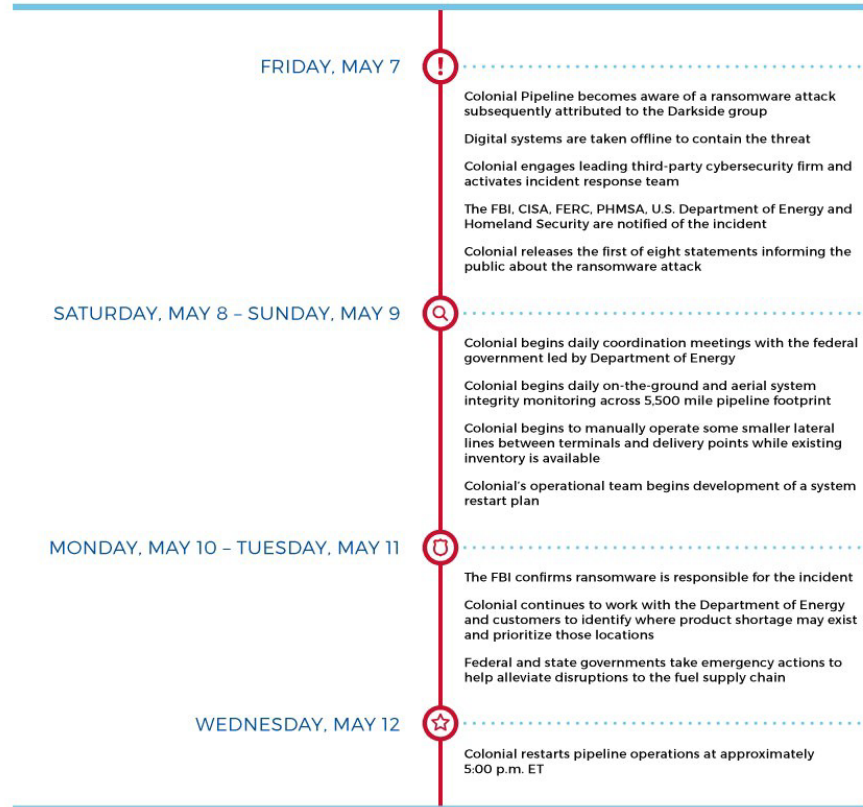 FRIDAY, MAY 7
Colonial Pipeline becomes aware of a ransomware attack
subsequently attributed to the Darkside group
Digital systems are taken offline to contain the threat
Colonial engages leading third-party cybersecurity firm and
activates incident response team
The FBI, CISA, FERC, PHMSA, U.S. Department of Energy and
Homeland Security are notified of the incident
Colonial releases the first of eight statements informing the
public about the ransomware attack
SATURDAY, MAY 8 – SUNDAY, MAY 9
Colonial begins daily coordination meetings with the federal
government led by Department of Energy
Colonial begins daily on-the-ground and aerial system
integrity monitoring across 5,500 mile pipeline footprint
Colonial begins to manually operate some smaller lateral
lines between terminals and delivery points while existing
inventory is available
Colonial's operational team begins development of a system
restart plan
MONDAY, MAY 10 – TUESDAY, MAY 11
The FBI confirms ransomware is responsible for the incident
Colonial continues to work with the Department of Energy
and customers to identify where product shortage may exist
and prioritize those locations
Federal and state governments take emergency actions to
help alleviate disruptions to the fuel supply chain
WEDNESDAY, MAY 12
Colonial restarts pipeline operations at approximately
5:00 p.m. ET